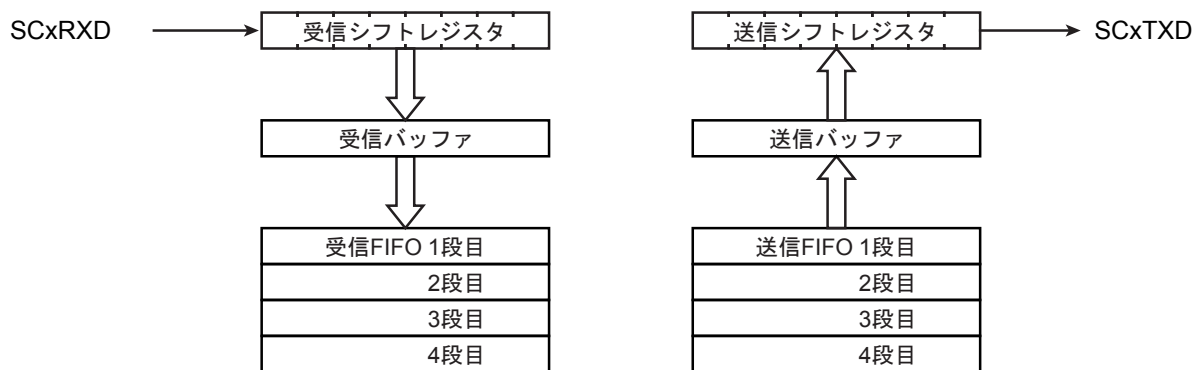 SCxRXD
受信シフトレジスタ
受信バッファ
受信FIFO 1段目
2段目
3段目
4段目
送信シフトレジスタ
SCxTXD
送信バッファ
送信FIFO 1段目
2段目
3段目
4段目